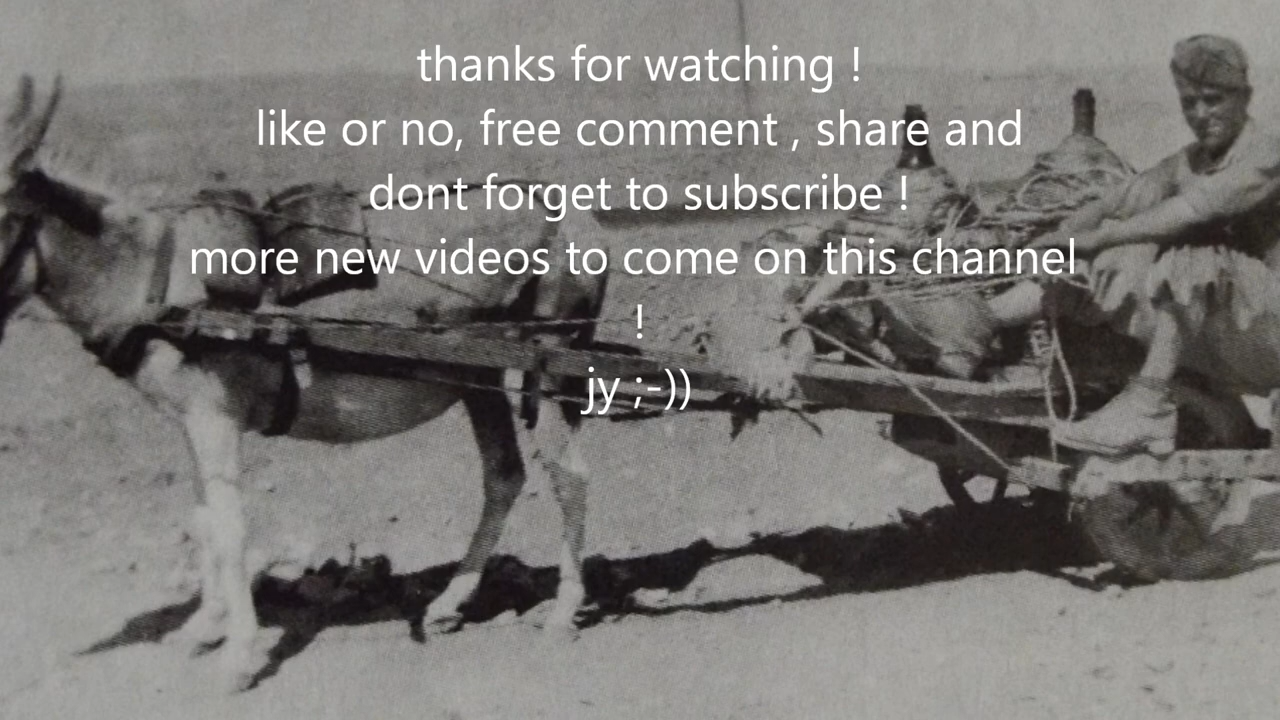 thanks for watching !
like or no, free comment , share and
dont forget to subscribe !
more new videos to come on this channel
!
jy ;-))